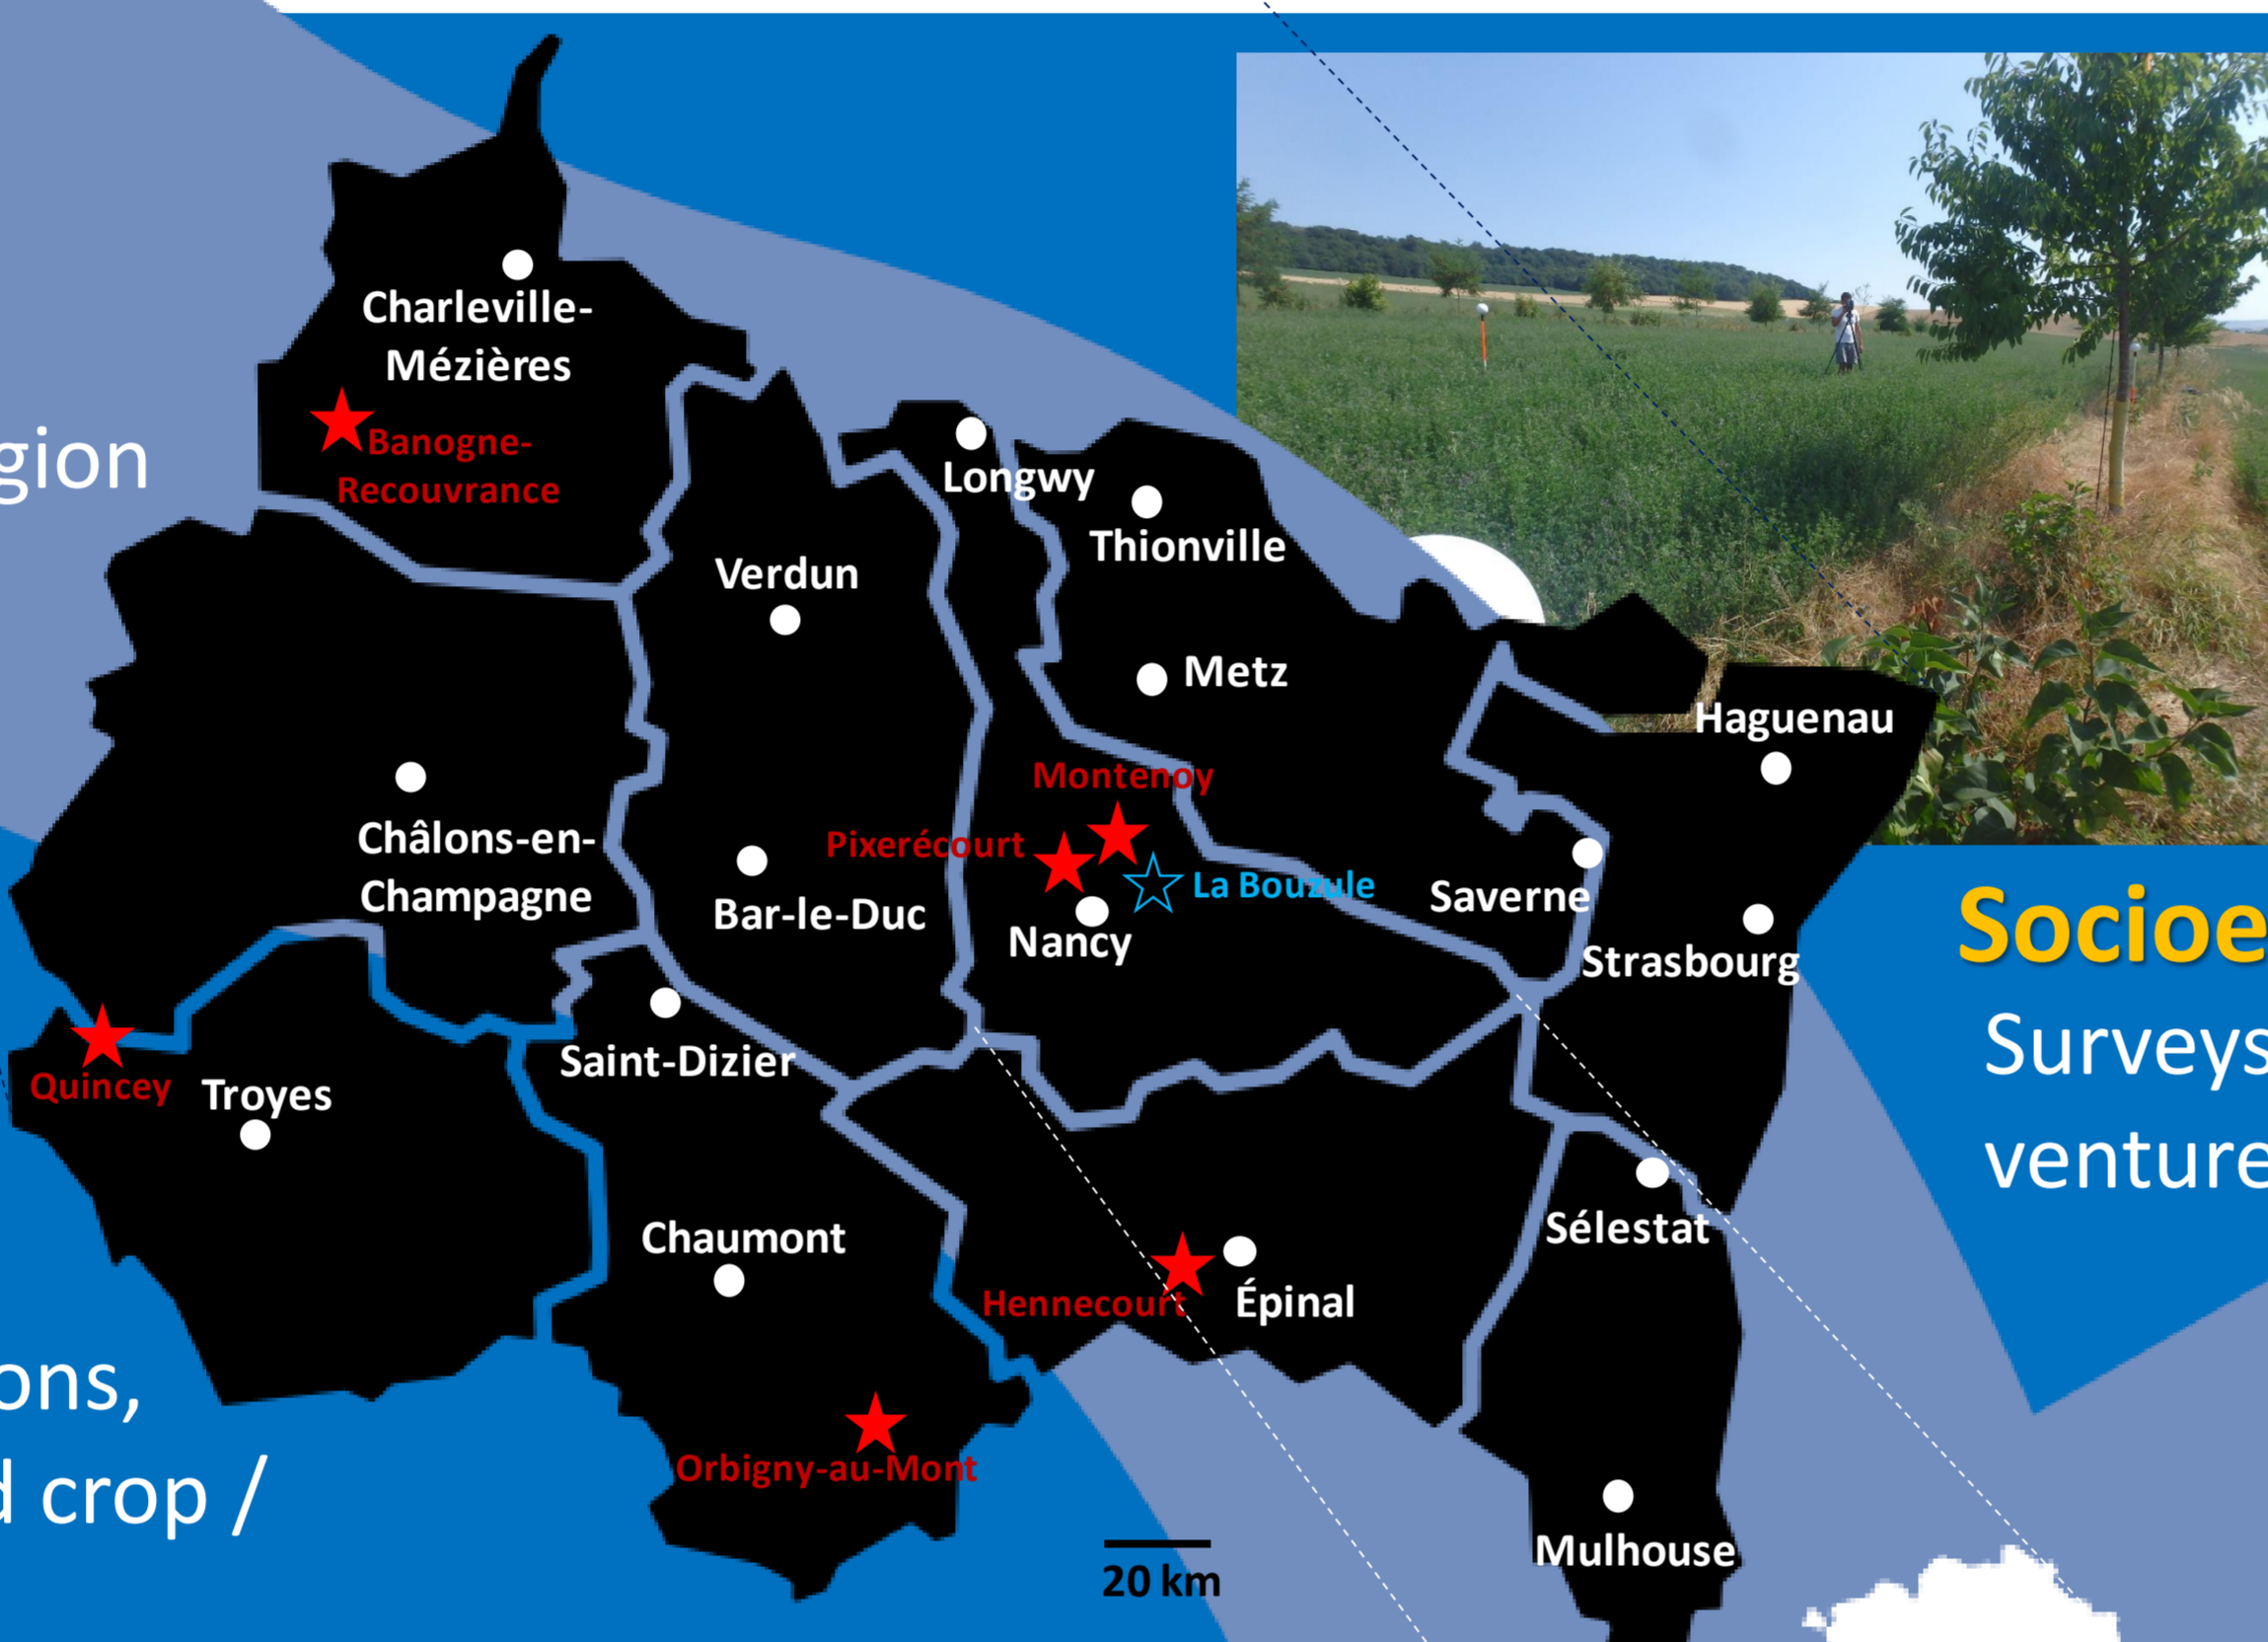 Charleville-
Mézières
Banogne-
Recouvrance
gion
Longwy
Thionville
Verdun
Metz
Haguenau
Montenoy
Châlons-en-
Champagne
Pixerécourt
Bar-le-Duc
La Bouzule
Nancy
Saverne
Strasbourg
Socioe
Surveys
venture
Saint-Dizier
Quincey
Troyes
Chaumont
Sélestat
Hennecourt
Épinal
ons,
d crop /
Orbigny-au-Mont
20 km
Mulhouse